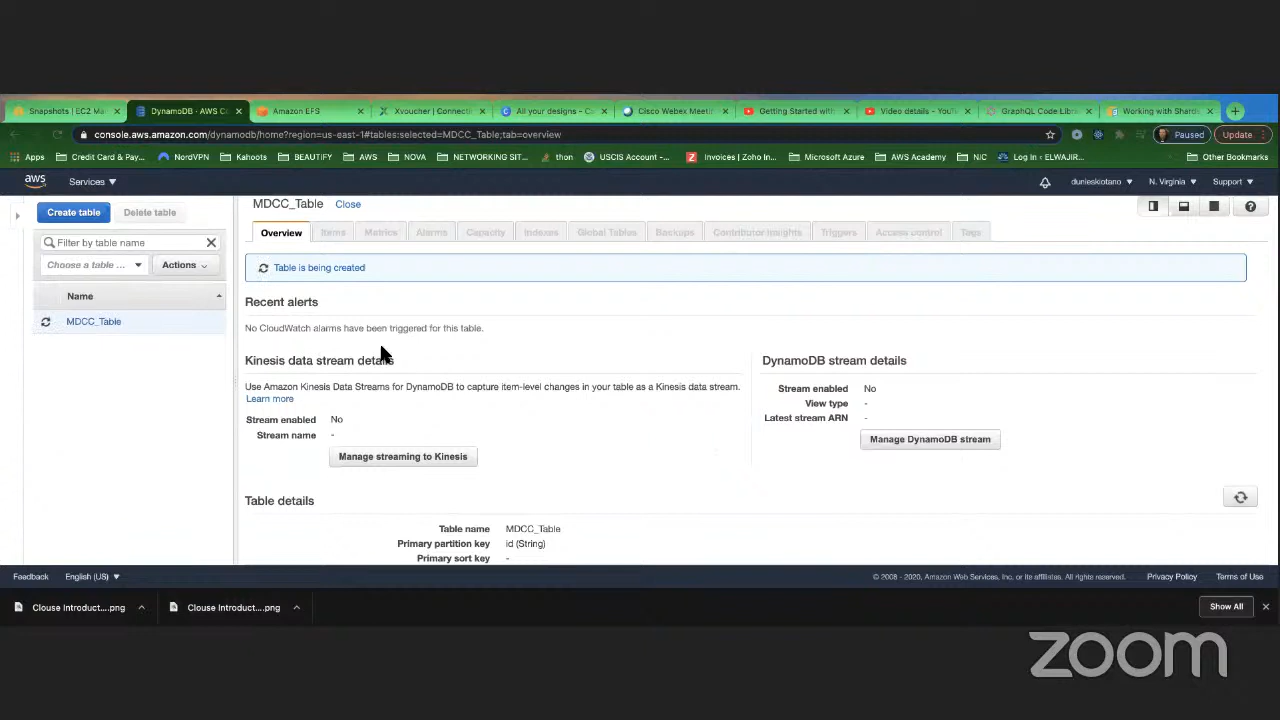 Snapshots | EC2 Ma
DynamoDB - AWS C
Amazon EFS
Xvoucher | Connecti
All your designs - C
Cisco Webex Meetin
Getting Started with
Video details - YouT
GraphQL Code Libra
Working with Shards
console.aws.amazon.com/dynamodb/home?region=us-east-1#tables:selected=MDCC_Table;tab=overview
Paused
Update
Apps
Credit Card & Pay...
NordVPN
Kahoots
BEAUTIFY
AWS
NOVA
NETWORKING SIT...
thon
USCIS Account -...
Invoices | Zoho In...
Microsoft Azure
AWS Academy
NIC
Log In ‹ ELWAJIR...
Other Bookmarks
aws
Services
dunieskiotano
N. Virginia
Support
Create table
Delete table
MDCC_Table Close
Filter by table name
Choose a table ...
Actions
Name
MDCC_Table
Overview
Items
Metrics
Alarms
Capacity
Indexes
Global Tables
Backups
Contributor Insights
Triggers
Access control
Tags
Table is being created
Recent alerts
No CloudWatch alarms have been triggered for this table.
Kinesis data stream details
Use Amazon Kinesis Data Streams for DynamoDB to capture item-level changes in your table as a Kinesis data stream.
Learn more
Stream enabled No
Stream name -
Manage streaming to Kinesis
DynamoDB stream details
Stream enabled No
View type -
Latest stream ARN -
Manage DynamoDB stream
Table details
Table name MDCC_Table
Primary partition key id (String)
Primary sort key -
Feedback
English (US)
© 2008 - 2020, Amazon Web Services, Inc. or its affiliates. All rights reserved.
Privacy Policy
Terms of Use
Clouse Introduct....png
Clouse Introduct....png
Show All
zoom